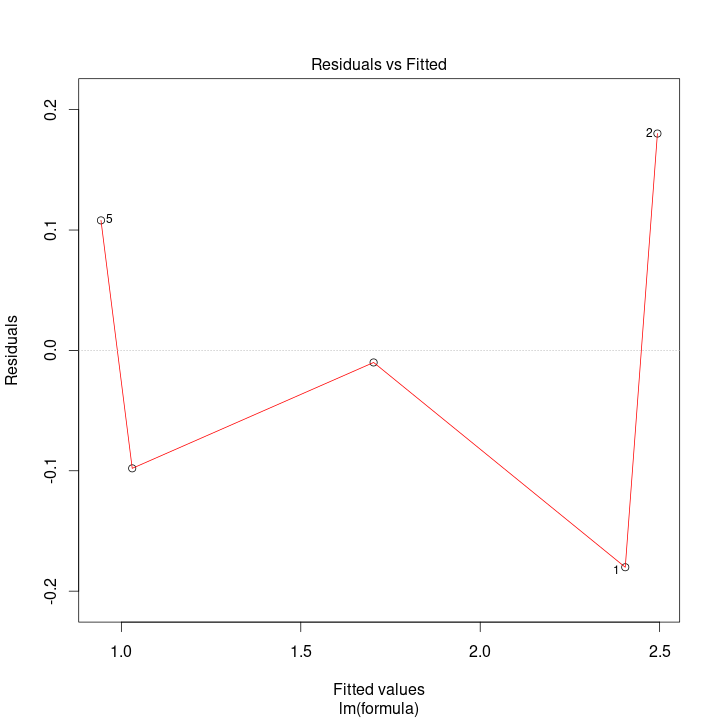 Residuals vs Fitted
0.2
0.1
0.0
-0.1
-0.2
Residuals
5
2
1
1.0 1.5 2.0 2.5
Fitted values
lm(formula)